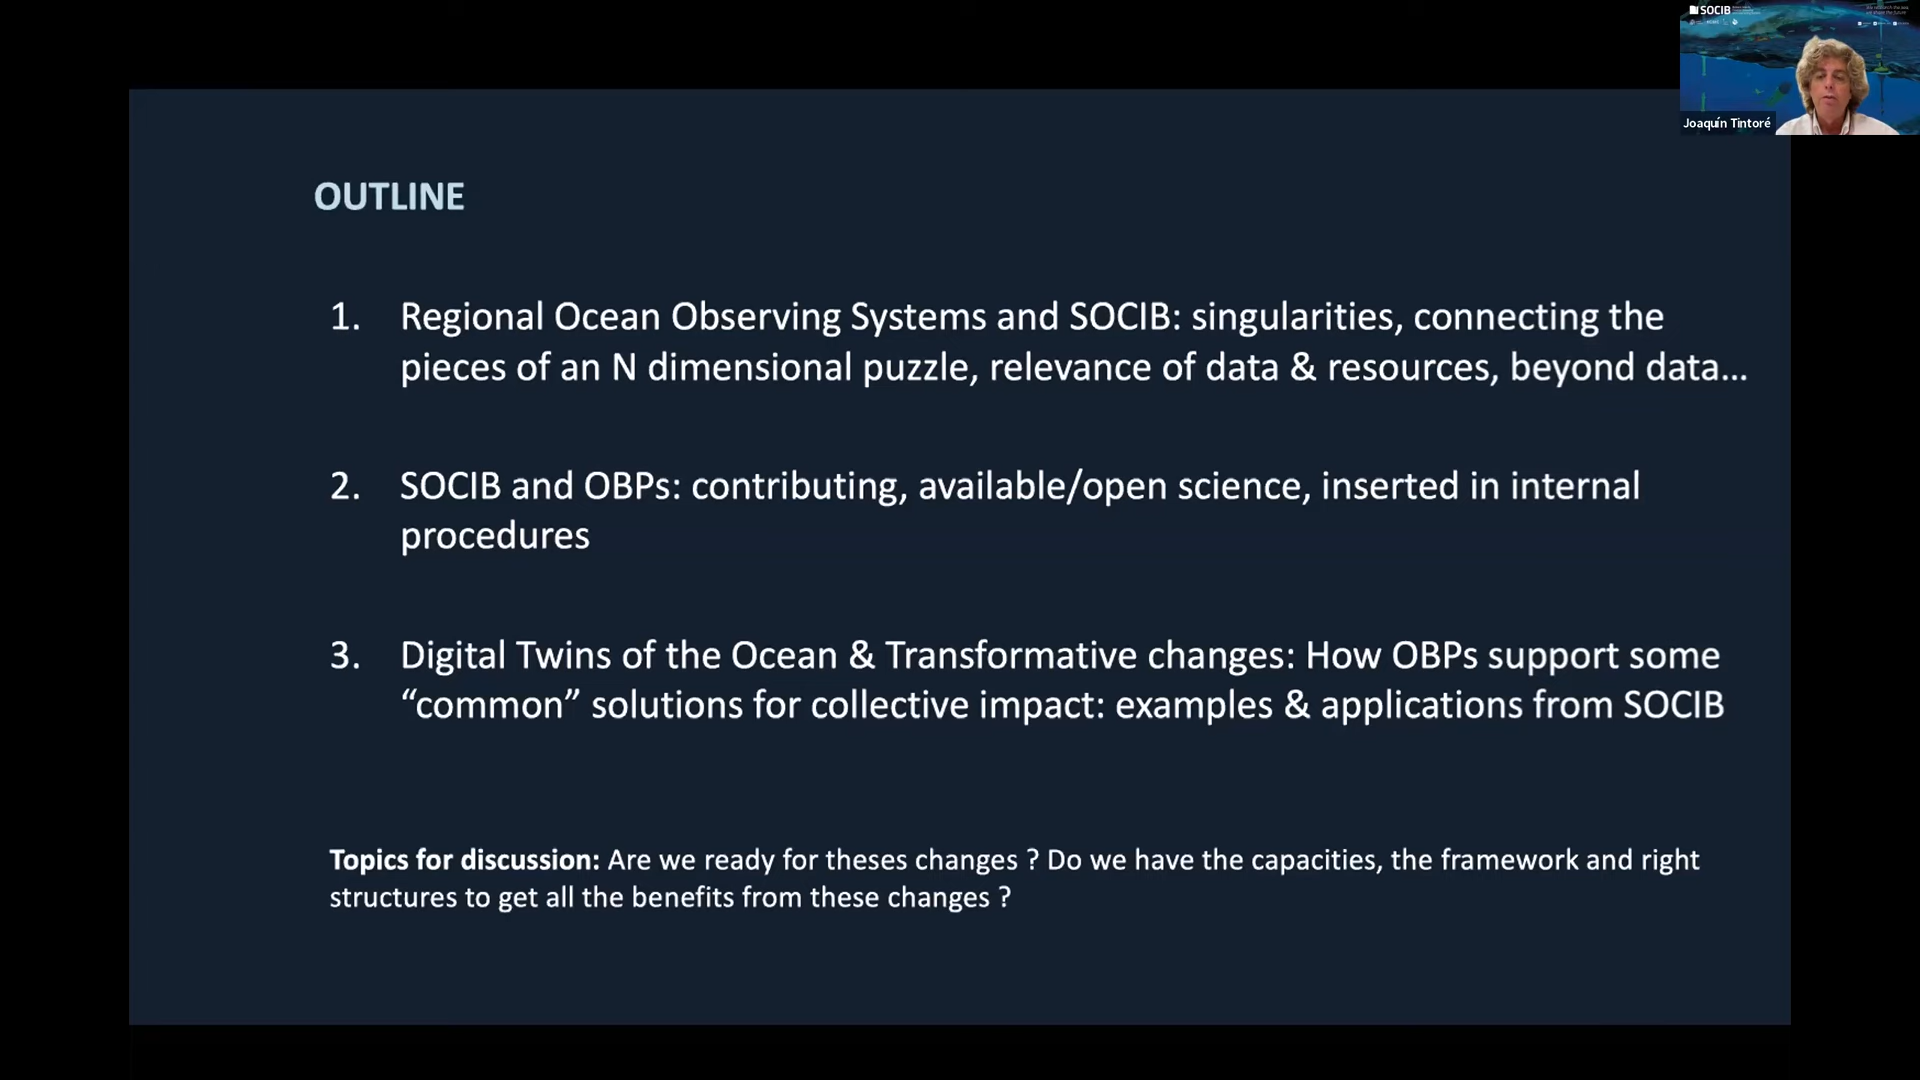 SOCIB
Joaquín Tintoré
OUTLINE
1. Regional Ocean Observing Systems and SOCIB: singularities, connecting the
pieces of an N dimensional puzzle, relevance of data & resources, beyond data...
2. SOCIB and OBPs: contributing, available/open science, inserted in internal
procedures
3. Digital Twins of the Ocean & Transformative changes: How OBPs support some
“common” solutions for collective impact: examples & applications from SOCIB
Topics for discussion: Are we ready for theses changes ? Do we have the capacities, the framework and right
structures to get all the benefits from these changes ?